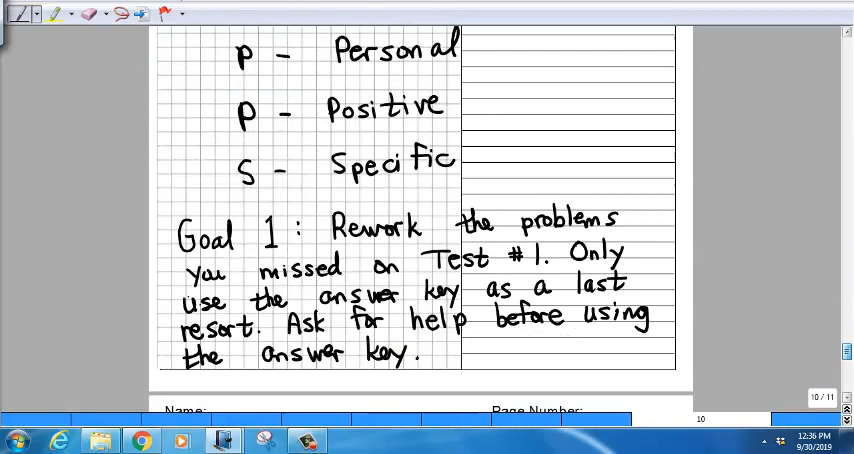 P - Personal
P - Positive
S - Specific
Goal 1: Rework the problems
you missed on Test #1. Only
use the answer key as a last
resort. Ask for help before using
the answer key.
10 / 11
Name:
Page Number:
10
12:36 PM
9/30/2019